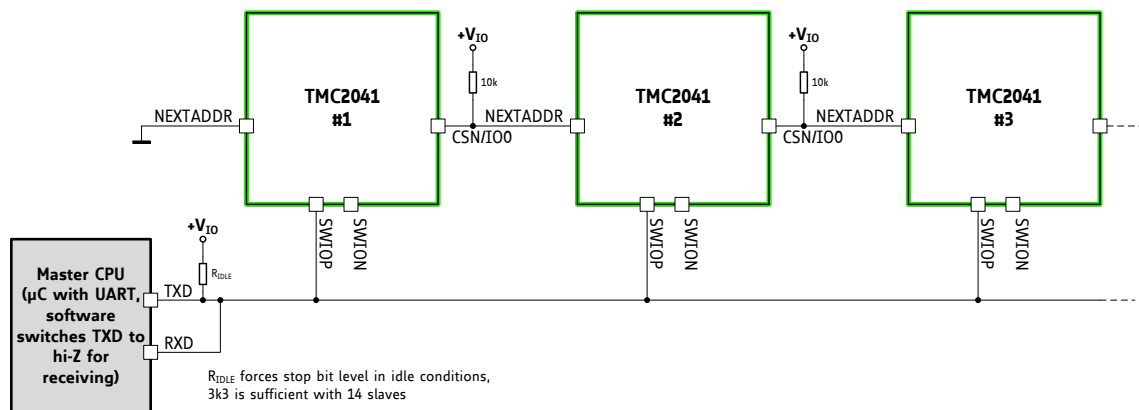 +VIO
+VIO
10k
10k
TMC2041
#1
TMC2041
#2
TMC2041
#3
NEXTADDR
CSN/IO0
NEXTADDR
CSN/IO0
NEXTADDR
SWIOP
SWION
SWIOP
SWION
SWIOP
SWION
+VIO
RIDLE
Master CPU
(µC with UART,
software
switches TXD to
hi-Z for
receiving)
TXD
RXD
RIDLE forces stop bit level in idle conditions,
3k3 is sufficient with 14 slaves